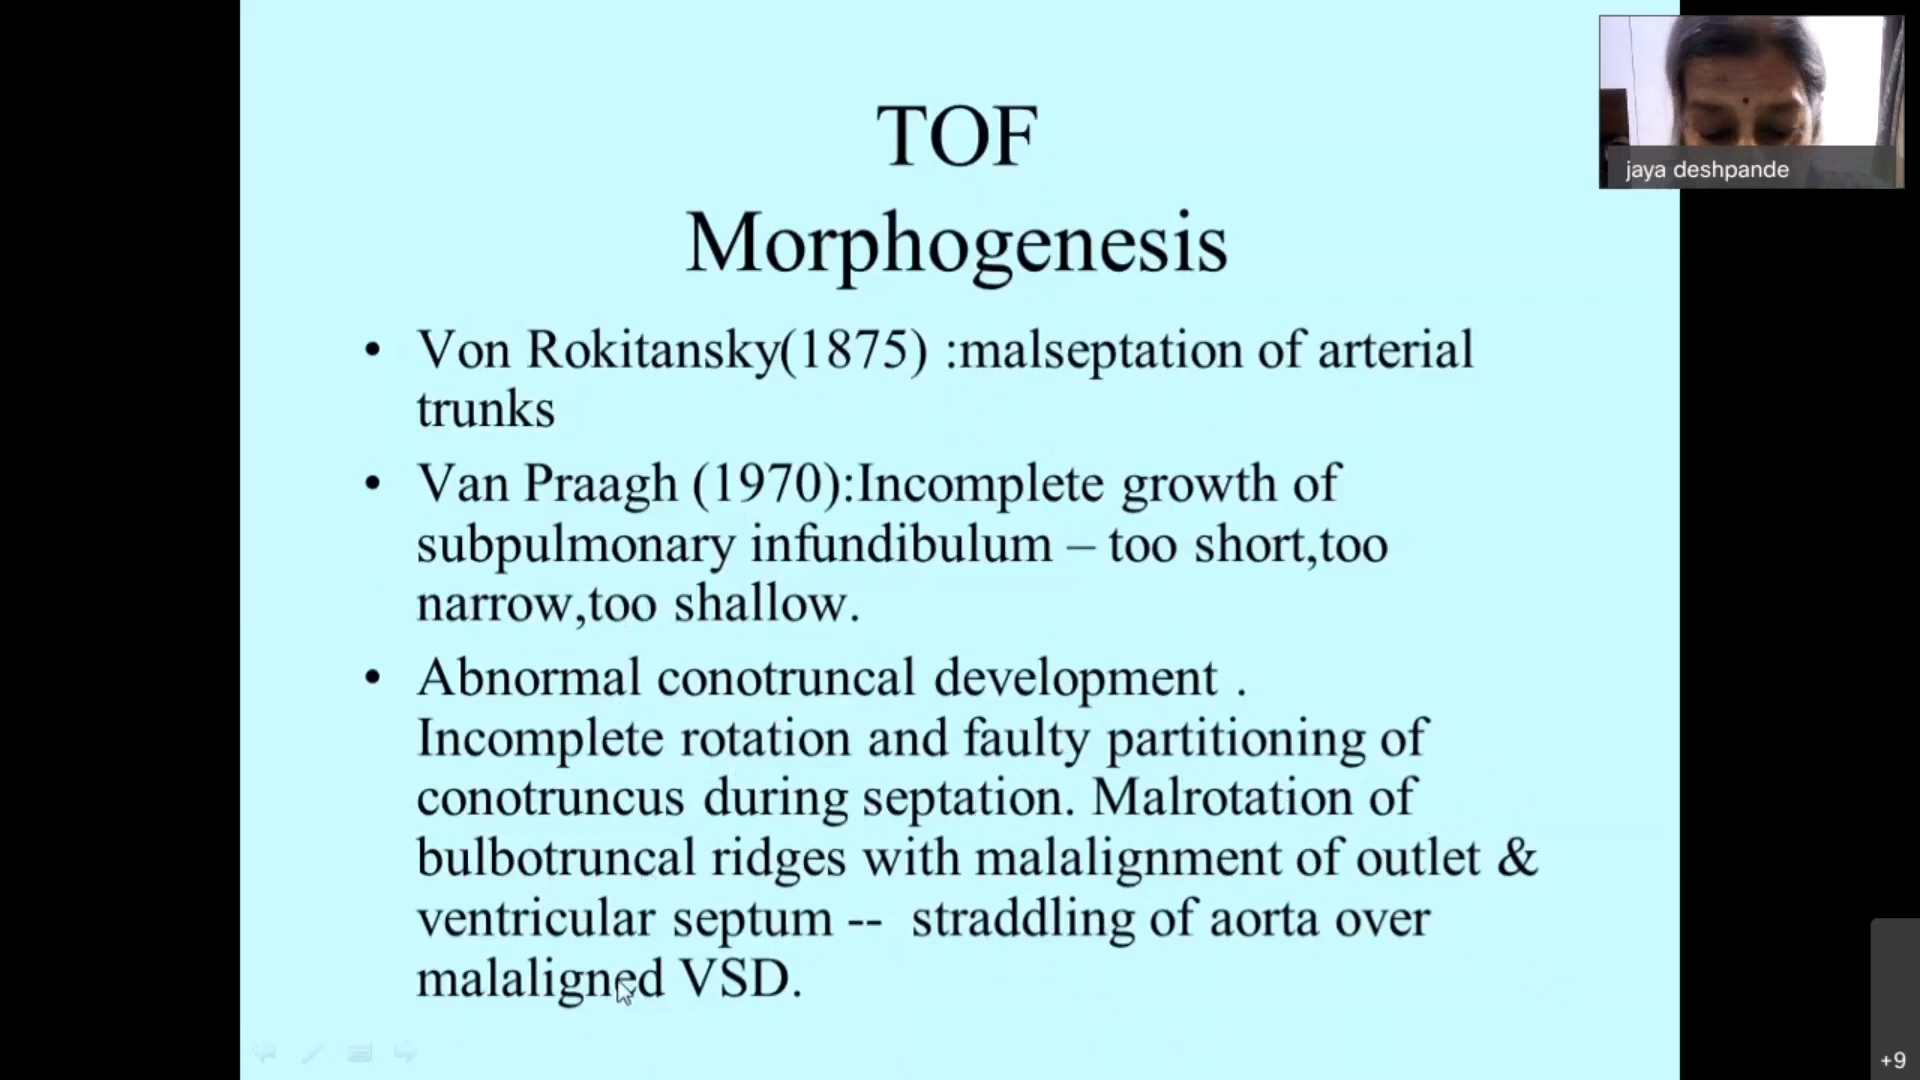 TOF
Morphogenesis
• Von Rokitansky(1875) :malseptation of arterial
trunks
• Van Praagh (1970):Incomplete growth of
subpulmonary infundibulum – too short,too
narrow,too shallow.
• Abnormal conotruncal development .
Incomplete rotation and faulty partitioning of
conotruncus during septation. Malrotation of
bulbotruncal ridges with malalignment of outlet &
ventricular septum -- straddling of aorta over
malaligned VSD.
jaya deshpande
+9